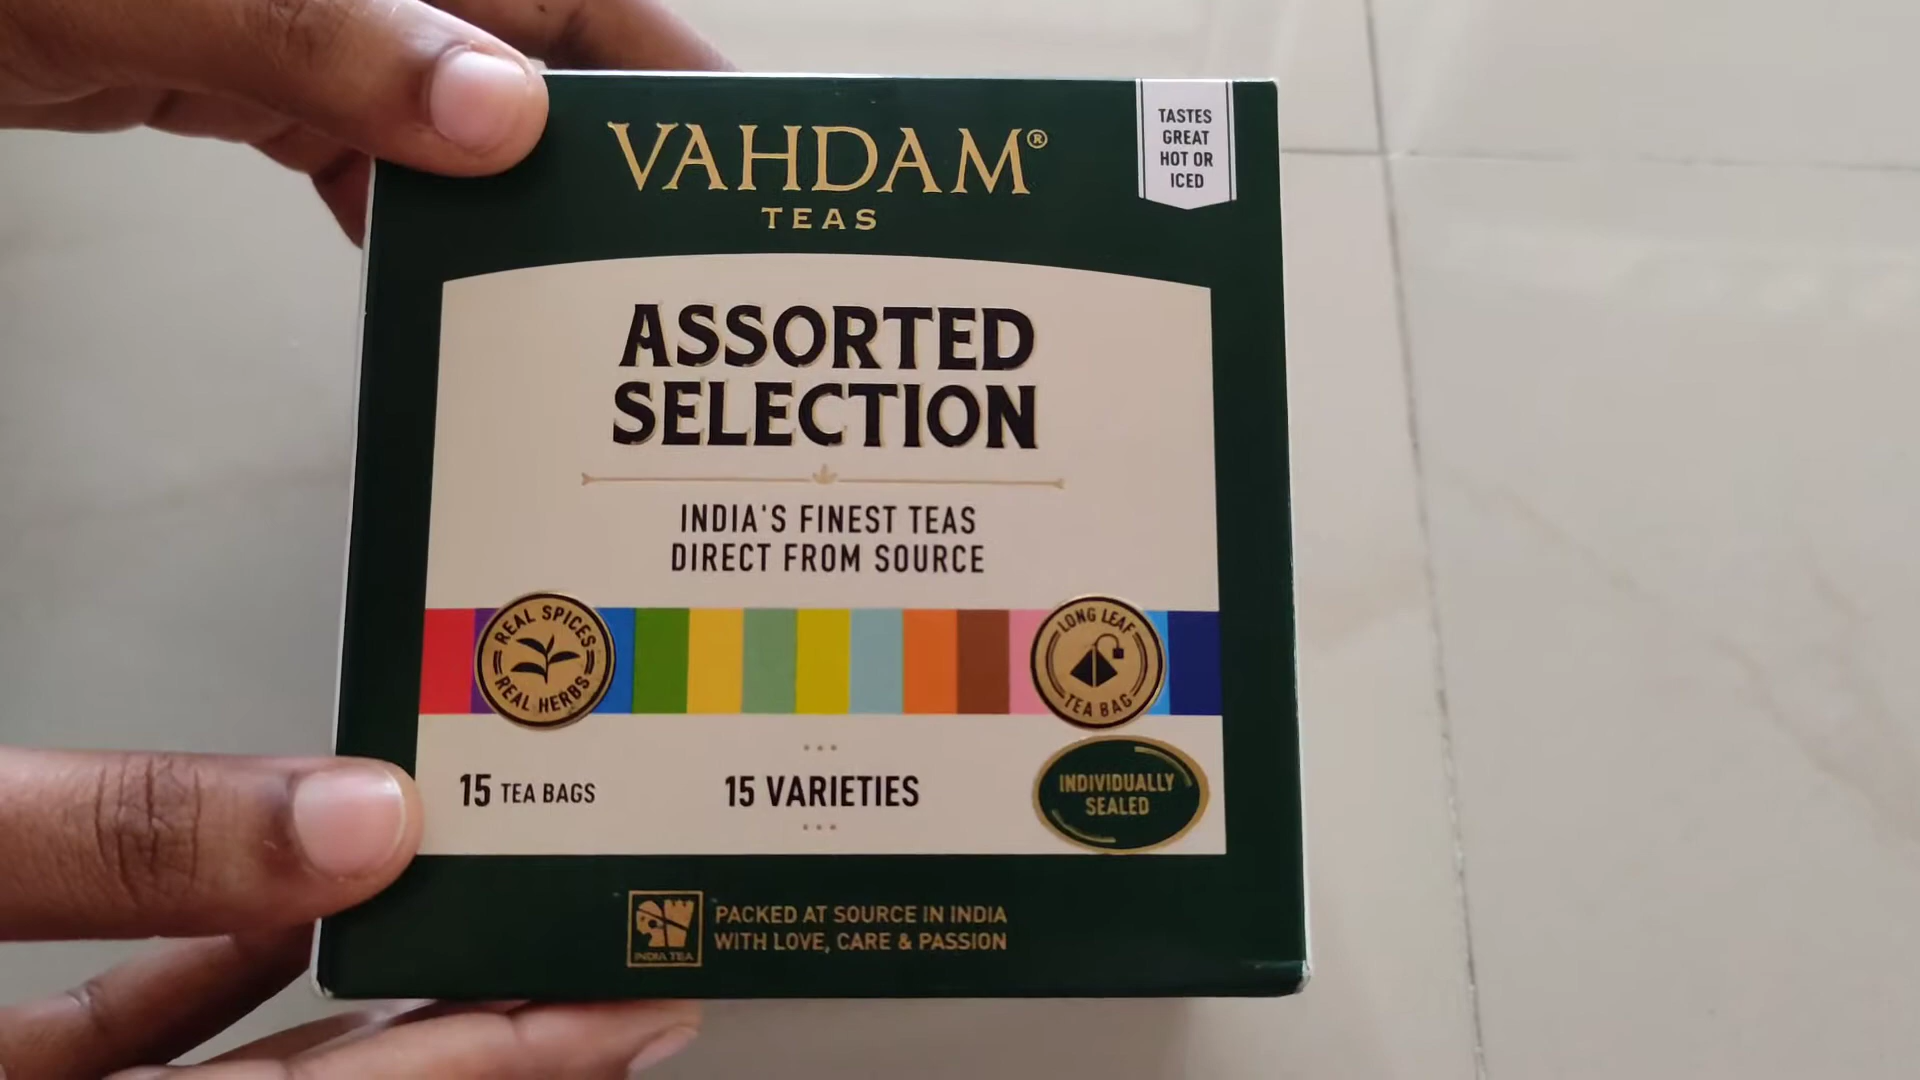 VAHDAM®
TEAS
TASTES
GREAT
HOT OR
ICED
ASSORTED
SELECTION
INDIA'S FINEST TEAS
DIRECT FROM SOURCE
REAL SPICES
REAL HERBS
LONG LEAF
TEA BAG
15 TEA BAGS
15 VARIETIES
INDIVIDUALLY
SEALED
INDIA TEA
PACKED AT SOURCE IN INDIA
WITH LOVE, CARE & PASSION